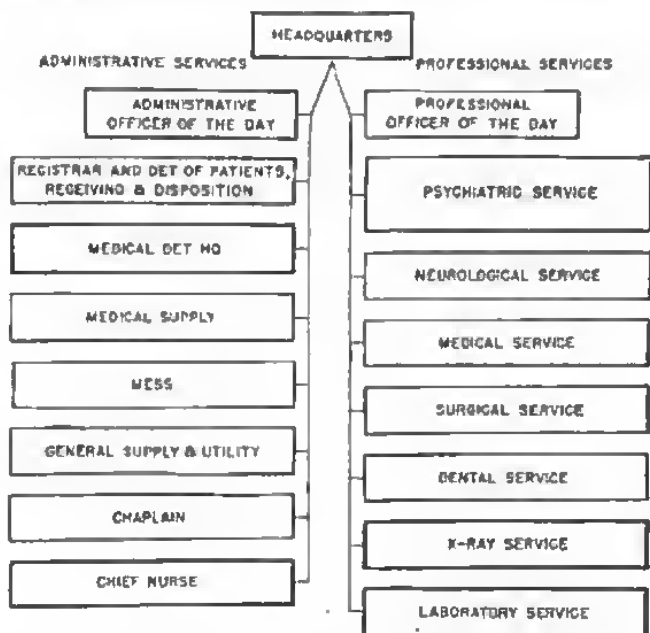 HEADQUARTERS
ADMINISTRATIVE SERVICES
PROFESSIONAL SERVICES
ADMINISTRATIVE
OFFICER OF THE DAY
PROFESSIONAL
OFFICER OF THE DAY
REGISTRAR AND DET OF PATIENTS,
RECEIVING & DISPOSITION
PSYCHIATRIC SERVICE
MEDICAL DET HQ
NEUROLOGICAL SERVICE
MEDICAL SUPPLY
MEDICAL SERVICE
MESS
SURGICAL SERVICE
GENERAL SUPPLY & UTILITY
DENTAL SERVICE
CHAPLAIN
X-RAY SERVICE
CHIEF NURSE
LABORATORY SERVICE